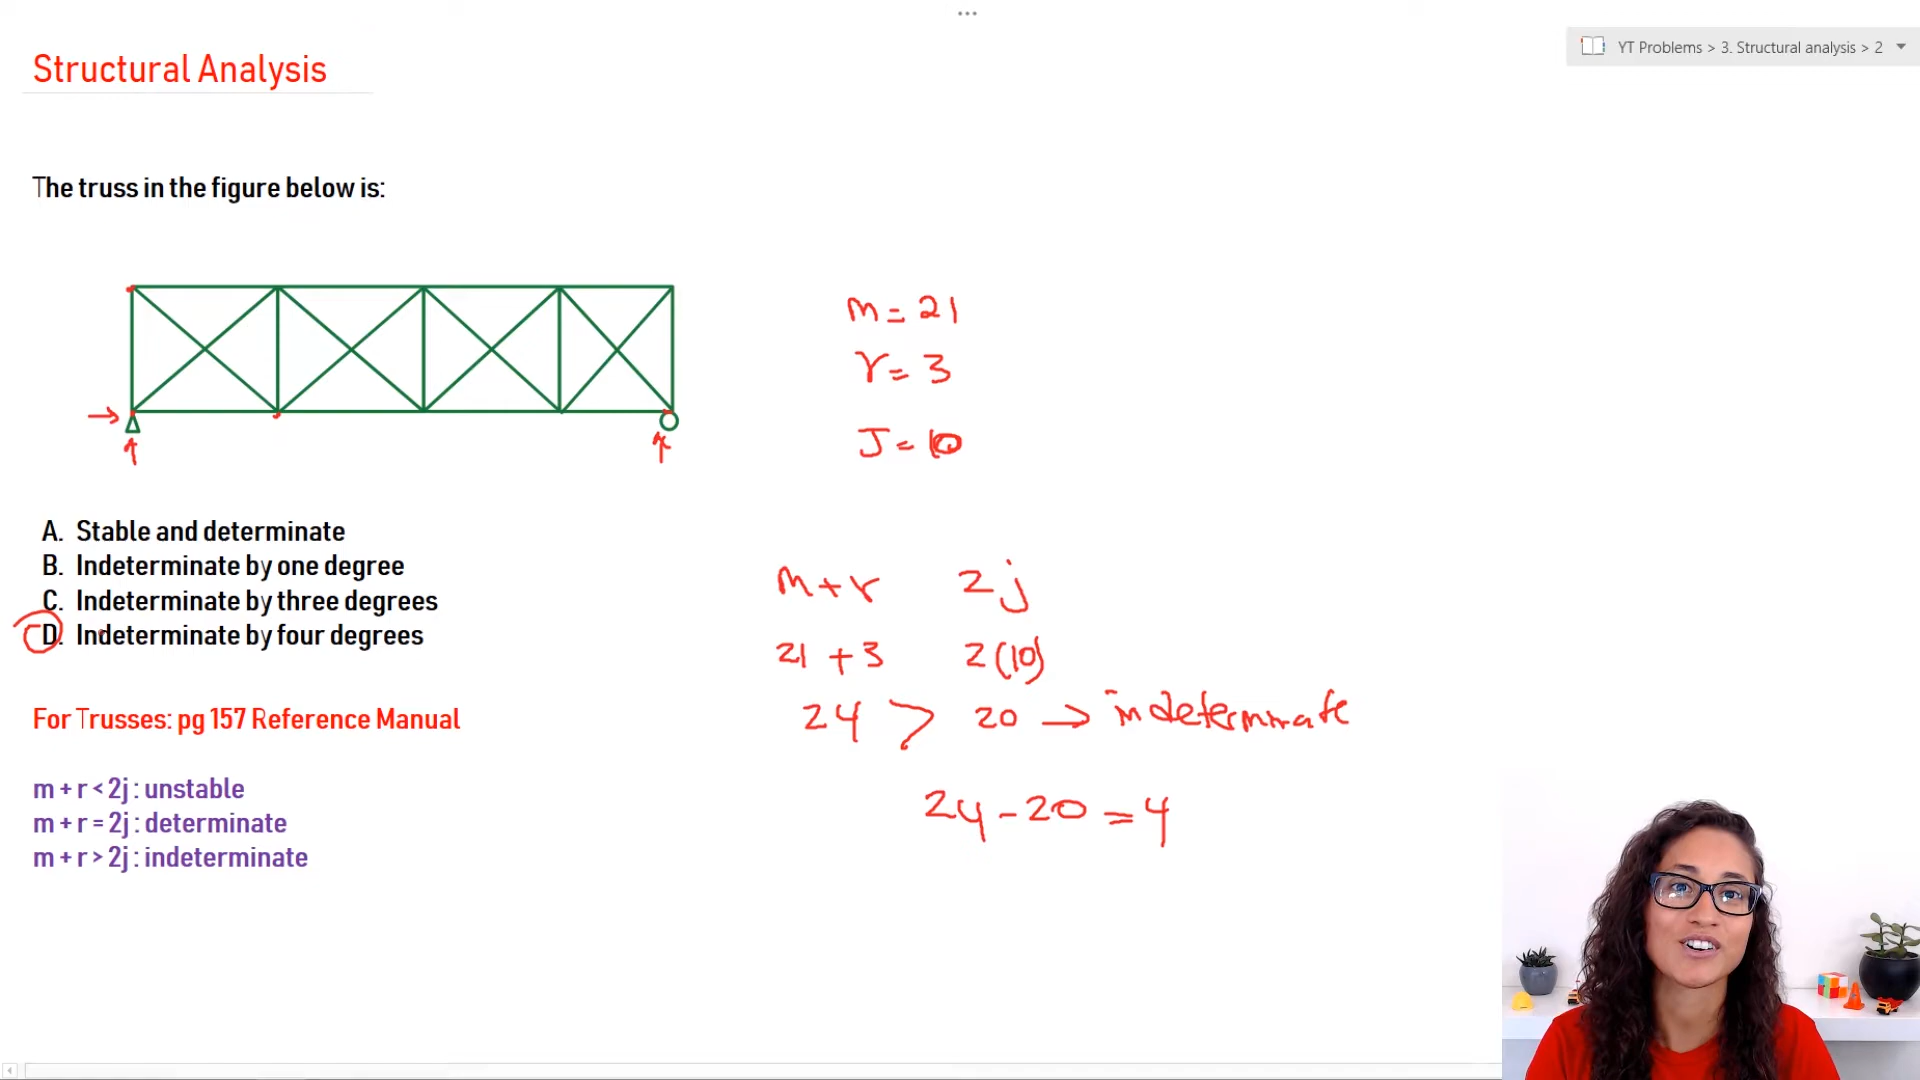 YT Problems > 3. Structural analysis > 2
Structural Analysis
The truss in the figure below is:
m = 21
r = 3
J = 10
A. Stable and determinate
B. Indeterminate by one degree
C. Indeterminate by three degrees
D. Indeterminate by four degrees
m + r 2j
21 + 3 2(10)
24 > 20 → indeterminate
24 - 20 = 4
For Trusses: pg 157 Reference Manual
m + r < 2j : unstable
m + r = 2j : determinate
m + r > 2j : indeterminate